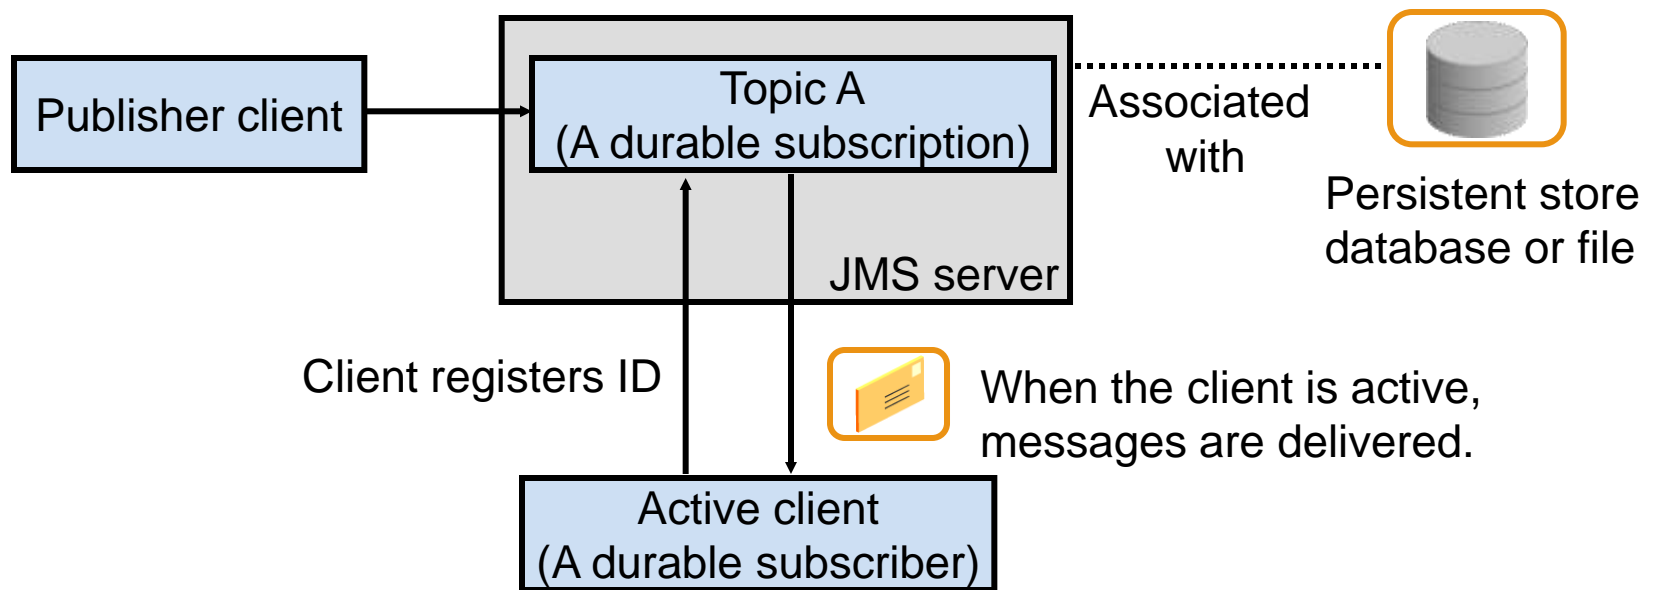 Publisher client
Topic A
(A durable subscription)
JMS server
Associated
with
Persistent store
database or file
Client registers ID
When the client is active,
messages are delivered.
Active client
(A durable subscriber)